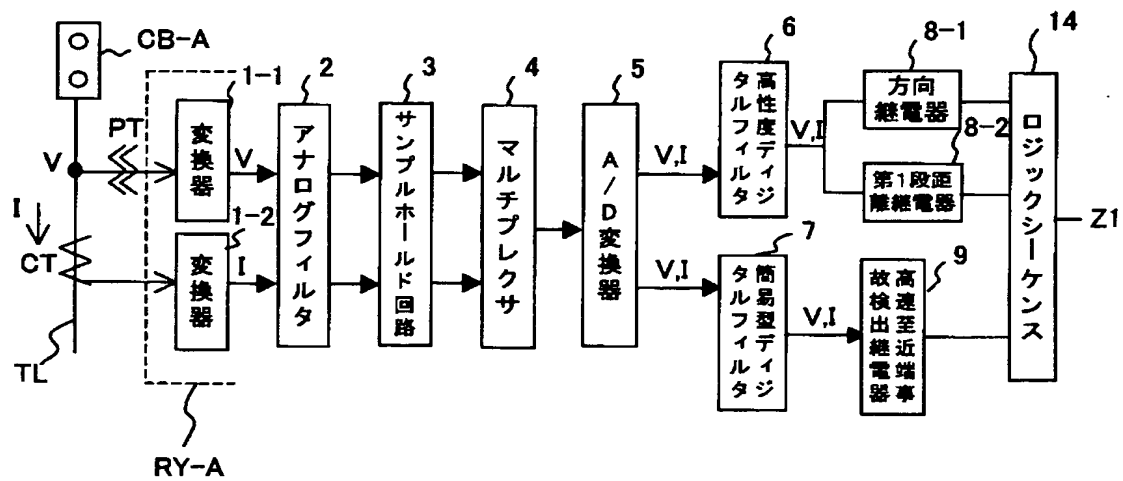 CB-A
PT
V
I
CT
TL
RY-A
1-1
変換器
V
1-2
変換器
I
2
アナログフィルタ
3
サンプルホールド回路
4
マルチプレクサ
5
A/D変換器
V,I
V,I
6
高性度ディジ
タルフィルタ
V,I
7
簡易型ディジ
タルフィルタ
V,I
8-1
方向
継電器
8-2
第1段距
離継電器
9
高速至近端事
故検出継電器
14
ロジックシーケンス
Z1